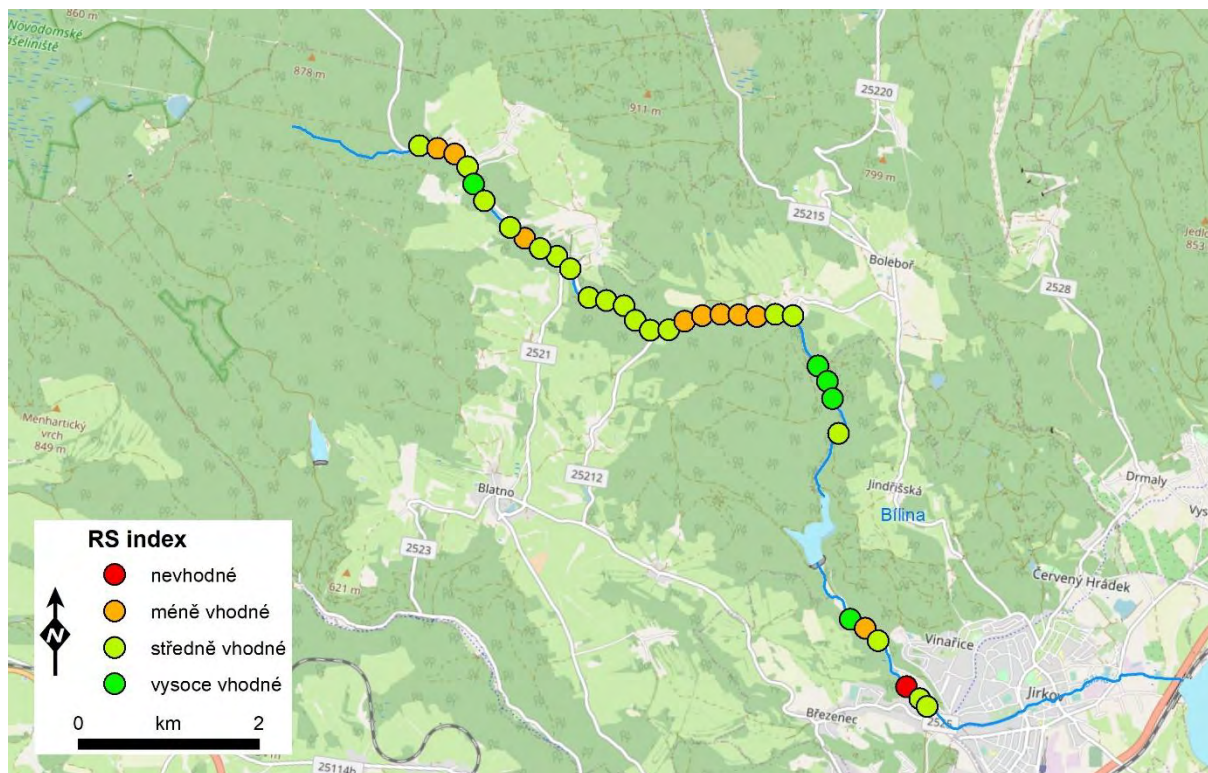 860 m
Novodomské
rašeliniště
878 m
911 m
25220
799 m
25215
Boleboř
853 m
2528
2521
Menhartický
vrch
849 m
25212
Blatno
Jindřišská
Drmaly
Bílina
2523
621 m
Červený Hrádek
Vinařice
Jirkov
Březenec
25114b
RS index
nevhodné
méně vhodné
středně vhodné
vysoce vhodné
N
0 km 2